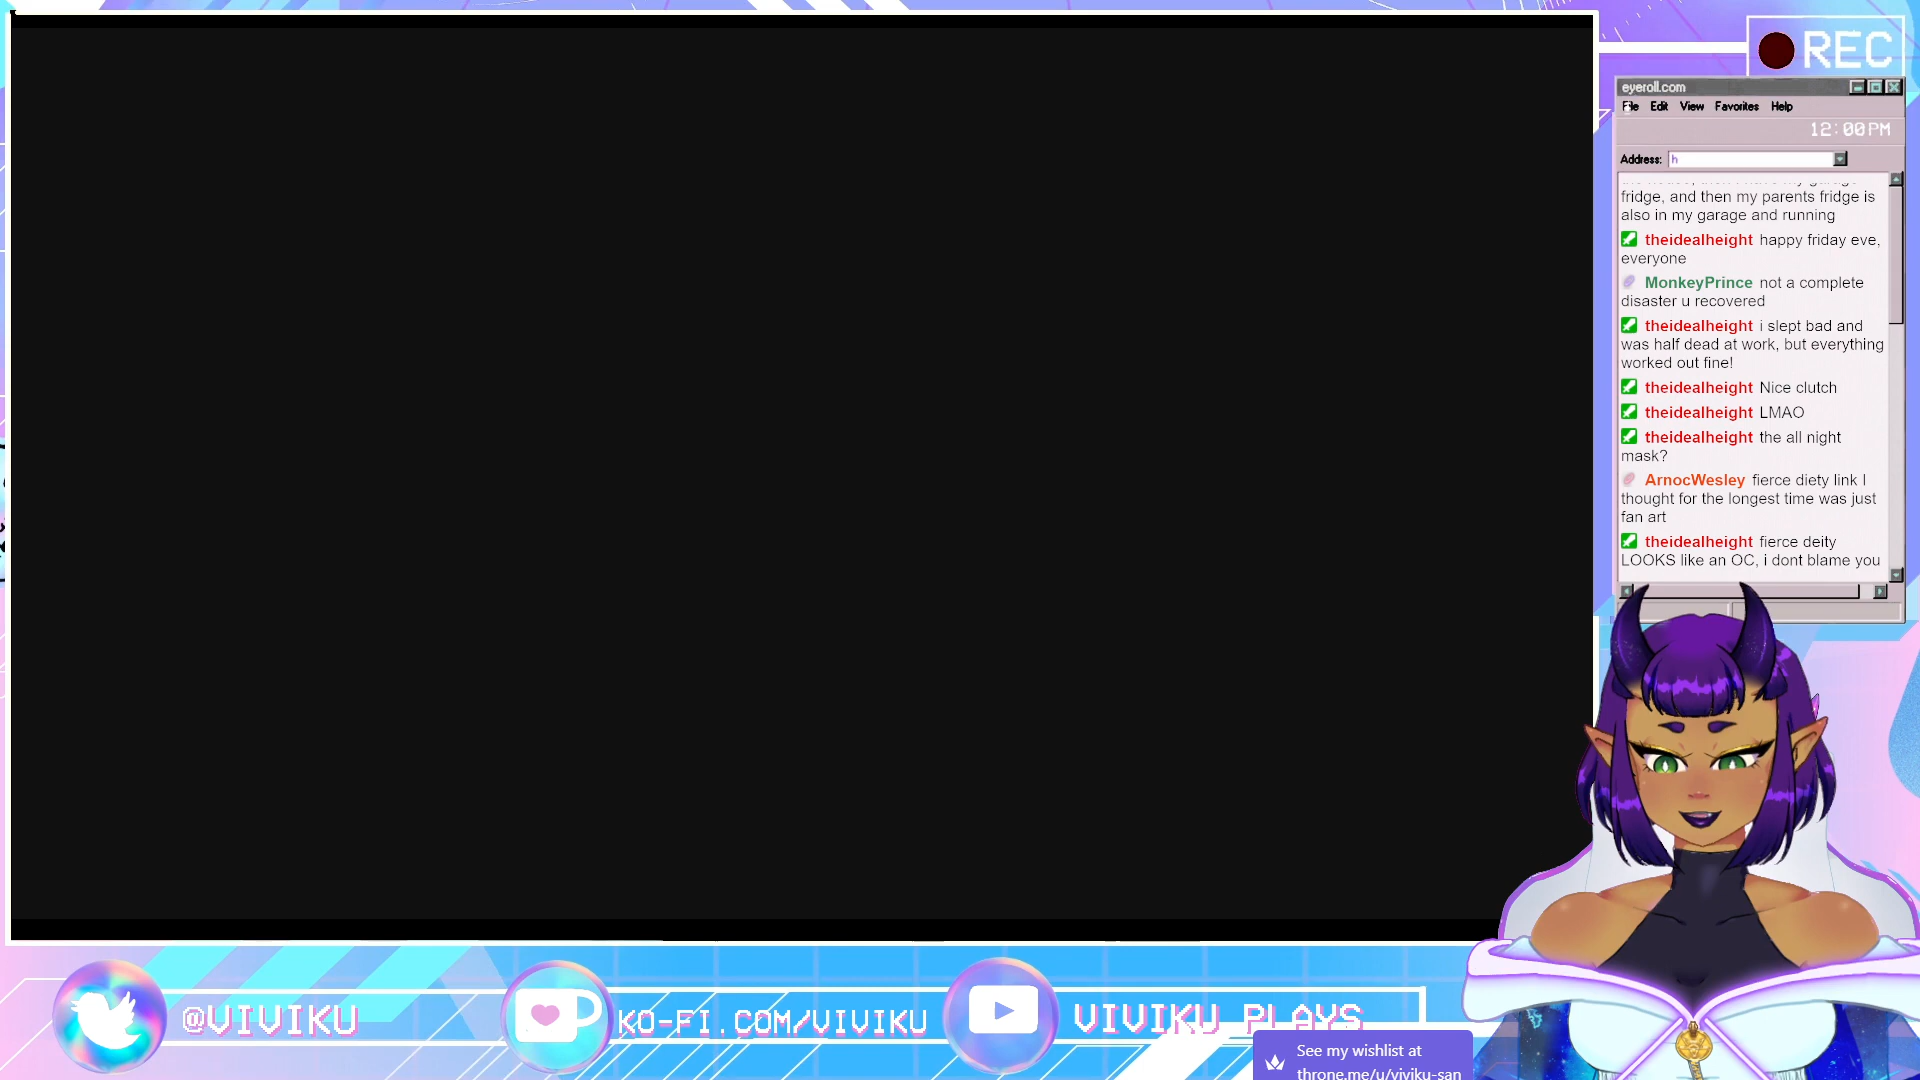 REC
eyeroll.com
File Edit View Favorites Help
12:00PM
Address: h
fridge, and then my parents fridge is
also in my garage and running
theidealheight happy friday eve,
everyone
MonkeyPrince not a complete
disaster u recovered
theidealheight i slept bad and
was half dead at work, but everything
worked out fine!
theidealheight Nice clutch
theidealheight LMAO
theidealheight the all night
mask?
ArnocWesley fierce diety link I
thought for the longest time was just
fan art
theidealheight fierce deity
LOOKS like an OC, i dont blame you
@VIVIKU
KO-FI.COM/VIVIKU
VIVIKU PLAYS
See my wishlist at
throne.me/u/viviku-san